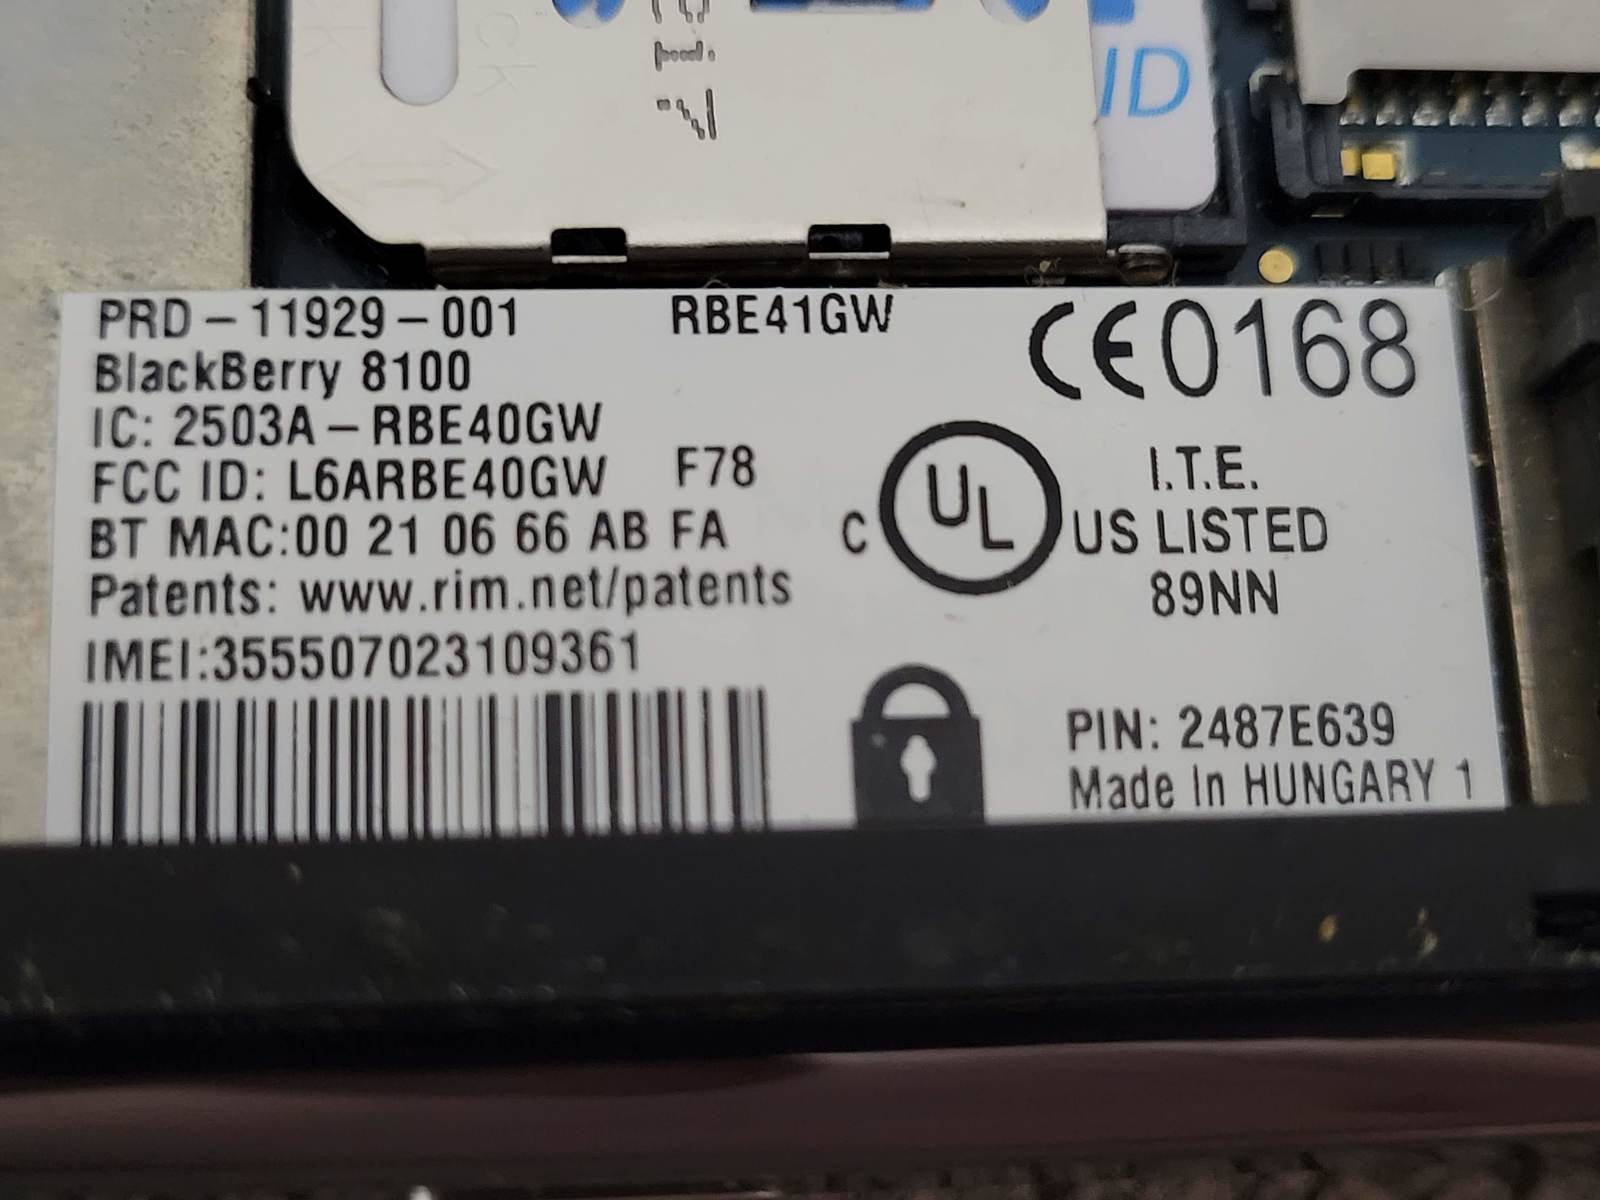 ID
PRD-11929-001 RBE41GW
CE0168
BlackBerry 8100
IC: 2503A-RBE40GW
FCC ID: L6ARBE40GW F78
BT MAC:00 21 06 66 AB FA
Patents: www.rim.net/patents
IMEI:355507023109361
C UL US LISTED
I.T.E.
89NN
PIN: 2487E639
Made In HUNGARY 1